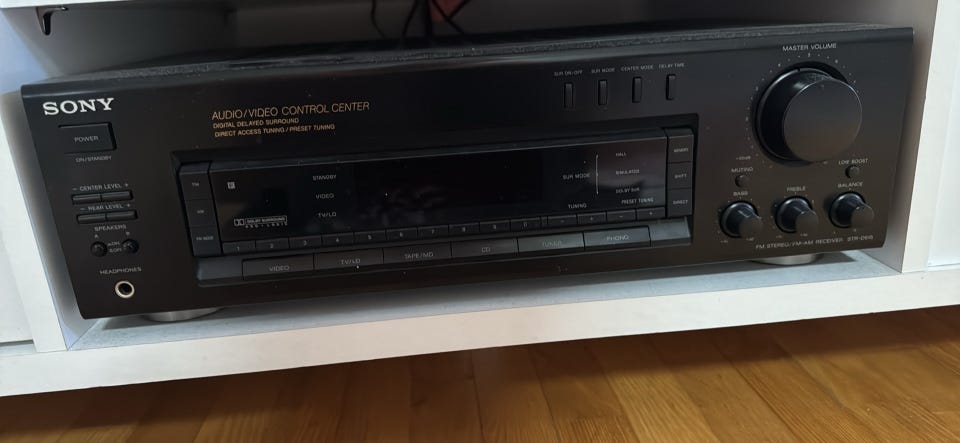 SONY
POWER
ON/STANDBY
AUDIO/VIDEO CONTROL CENTER
DIGITAL DELAYED SURROUND
DIRECT ACCESS TUNING / PRESET TUNING
SUR ON/OFF
SUR MODE
CENTER MODE
DELAY TIME
MASTER VOLUME
- CENTER LEVEL +
- REAR LEVEL +
SPEAKERS
A
B
HEADPHONES
FM
AM
FM MODE
STANDBY
VIDEO
TV/LD
DOLBY SURROUND
PRO · LOGIC
SUR MODE
HALL
SIMULATED
DOLBY SUR
TUNING
PRESET TUNING
- + - +
MEMORY
SHIFT
DIRECT
1 2 3 4 5 6 7 8 9 0
VIDEO
TV/LD
TAPE/MD
CD
TUNER
PHONO
MUTING
LOW BOOST
BASS
TREBLE
BALANCE
FM STEREO/FM-AM RECEIVER STR-D615